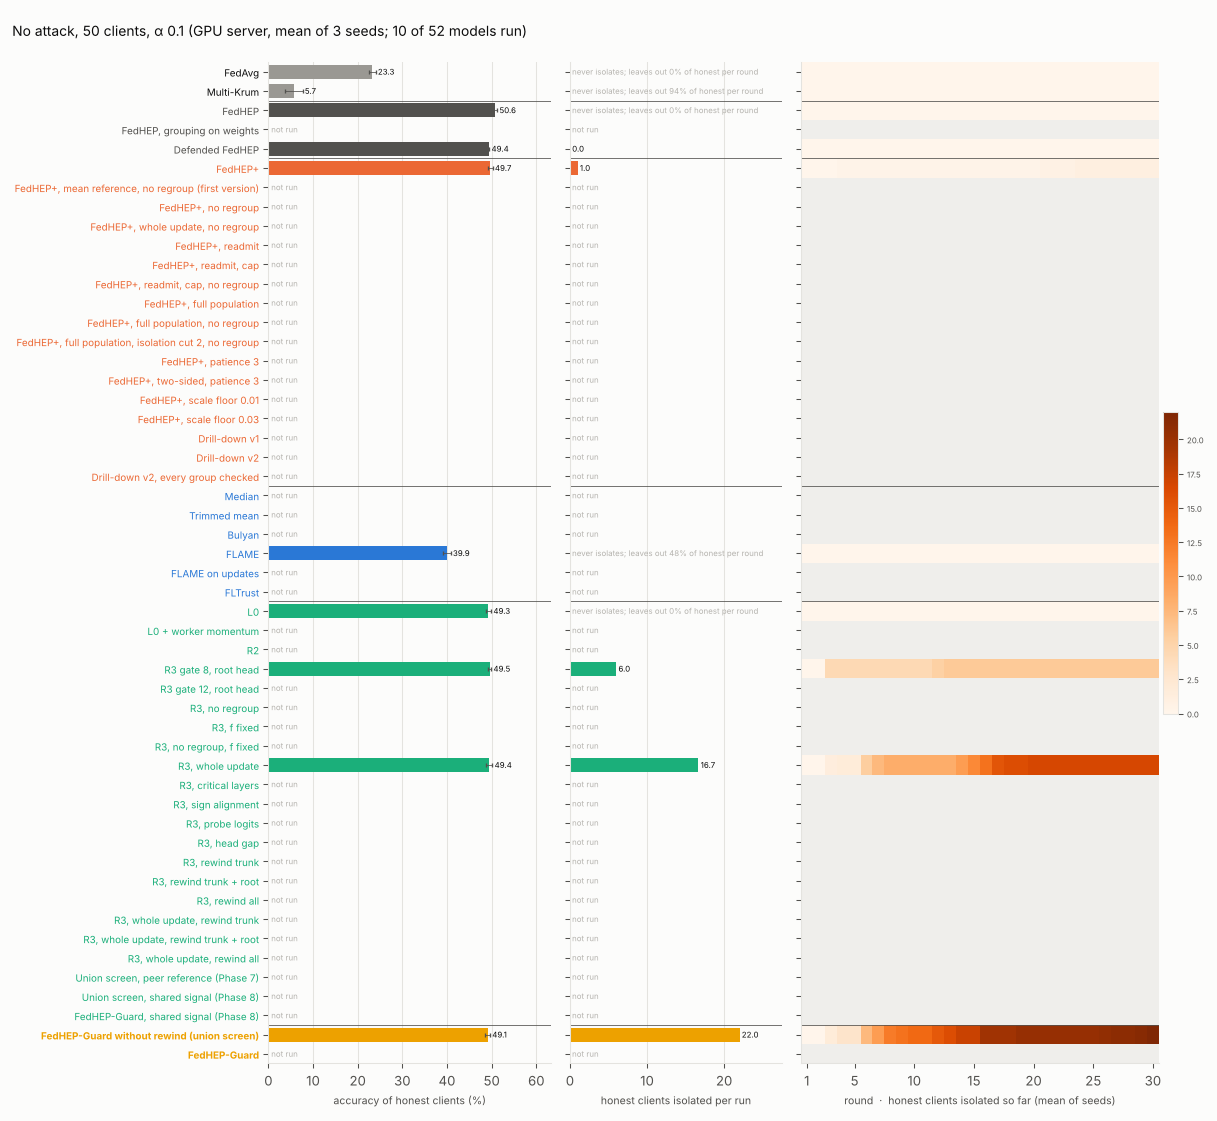 No attack, 50 clients, α 0.1 (GPU server, mean of 3 seeds; 10 of 52 models run)
FedAvg 23.3 never isolates; leaves out 0% of honest per round
Multi-Krum 5.7 never isolates; leaves out 94% of honest per round
FedHEP 50.6 never isolates; leaves out 0% of honest per round
FedHEP, grouping on weights not run not run
Defended FedHEP 49.4 0.0
FedHEP+ 49.7 1.0
FedHEP+, mean reference, no regroup (first version) not run not run
FedHEP+, no regroup not run not run
FedHEP+, whole update, no regroup not run not run
FedHEP+, readmit not run not run
FedHEP+, readmit, cap not run not run
FedHEP+, readmit, cap, no regroup not run not run
FedHEP+, full population not run not run
FedHEP+, full population, no regroup not run not run
FedHEP+, full population, isolation cut 2, no regroup not run not run
FedHEP+, patience 3 not run not run
FedHEP+, two-sided, patience 3 not run not run
FedHEP+, scale floor 0.01 not run not run
FedHEP+, scale floor 0.03 not run not run
Drill-down v1 not run not run
Drill-down v2 not run not run
Drill-down v2, every group checked not run not run
Median not run not run
Trimmed mean not run not run
Bulyan not run not run
FLAME 39.9 never isolates; leaves out 48% of honest per round
FLAME on updates not run not run
FLTrust not run not run
L0 49.3 never isolates; leaves out 0% of honest per round
L0 + worker momentum not run not run
R2 not run not run
R3 gate 8, root head 49.5 6.0
R3 gate 12, root head not run not run
R3, no regroup not run not run
R3, f fixed not run not run
R3, no regroup, f fixed not run not run
R3, whole update 49.4 16.7
R3, critical layers not run not run
R3, sign alignment not run not run
R3, probe logits not run not run
R3, head gap not run not run
R3, rewind trunk not run not run
R3, rewind trunk + root not run not run
R3, rewind all not run not run
R3, whole update, rewind trunk not run not run
R3, whole update, rewind trunk + root not run not run
R3, whole update, rewind all not run not run
Union screen, peer reference (Phase 7) not run not run
Union screen, shared signal (Phase 8) not run not run
FedHEP-Guard, shared signal (Phase 8) not run not run
FedHEP-Guard without rewind (union screen) 49.1 22.0
FedHEP-Guard not run not run
0 10 20 30 40 50 60
accuracy of honest clients (%)
0 10 20
honest clients isolated per run
1 5 10 15 20 25 30
round · honest clients isolated so far (mean of seeds)
20.0
17.5
15.0
12.5
10.0
7.5
5.0
2.5
0.0